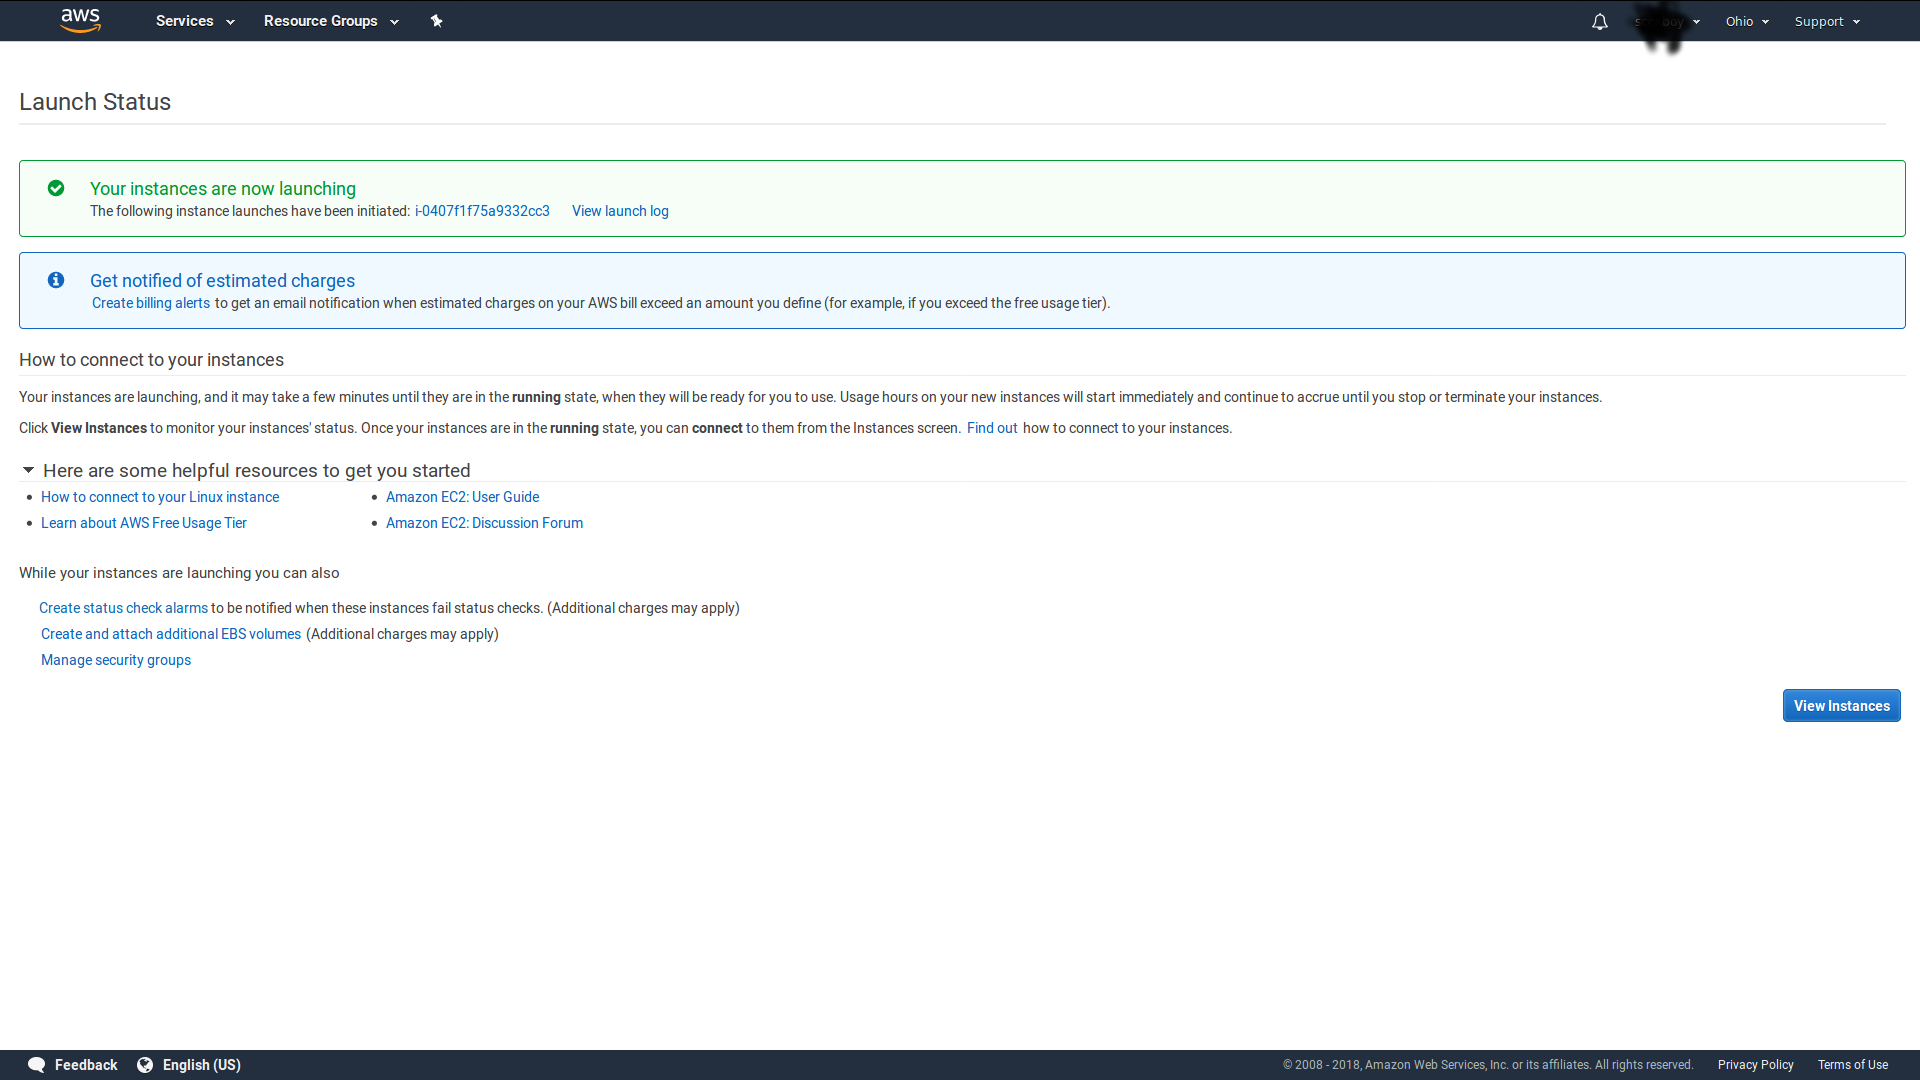 aws Services Resource Groups Ohio Support
Launch Status
Your instances are now launching
The following instance launches have been initiated: i-0407f1f75a9332cc3 View launch log
Get notified of estimated charges
Create billing alerts to get an email notification when estimated charges on your AWS bill exceed an amount you define (for example, if you exceed the free usage tier).
How to connect to your instances
Your instances are launching, and it may take a few minutes until they are in the running state, when they will be ready for you to use. Usage hours on your new instances will start immediately and continue to accrue until you stop or terminate your instances.
Click View Instances to monitor your instances' status. Once your instances are in the running state, you can connect to them from the Instances screen. Find out how to connect to your instances.
Here are some helpful resources to get you started
How to connect to your Linux instance Amazon EC2: User Guide
Learn about AWS Free Usage Tier Amazon EC2: Discussion Forum
While your instances are launching you can also
Create status check alarms to be notified when these instances fail status checks. (Additional charges may apply)
Create and attach additional EBS volumes (Additional charges may apply)
Manage security groups
View Instances
Feedback English (US) © 2008 - 2018, Amazon Web Services, Inc. or its affiliates. All rights reserved. Privacy Policy Terms of Use